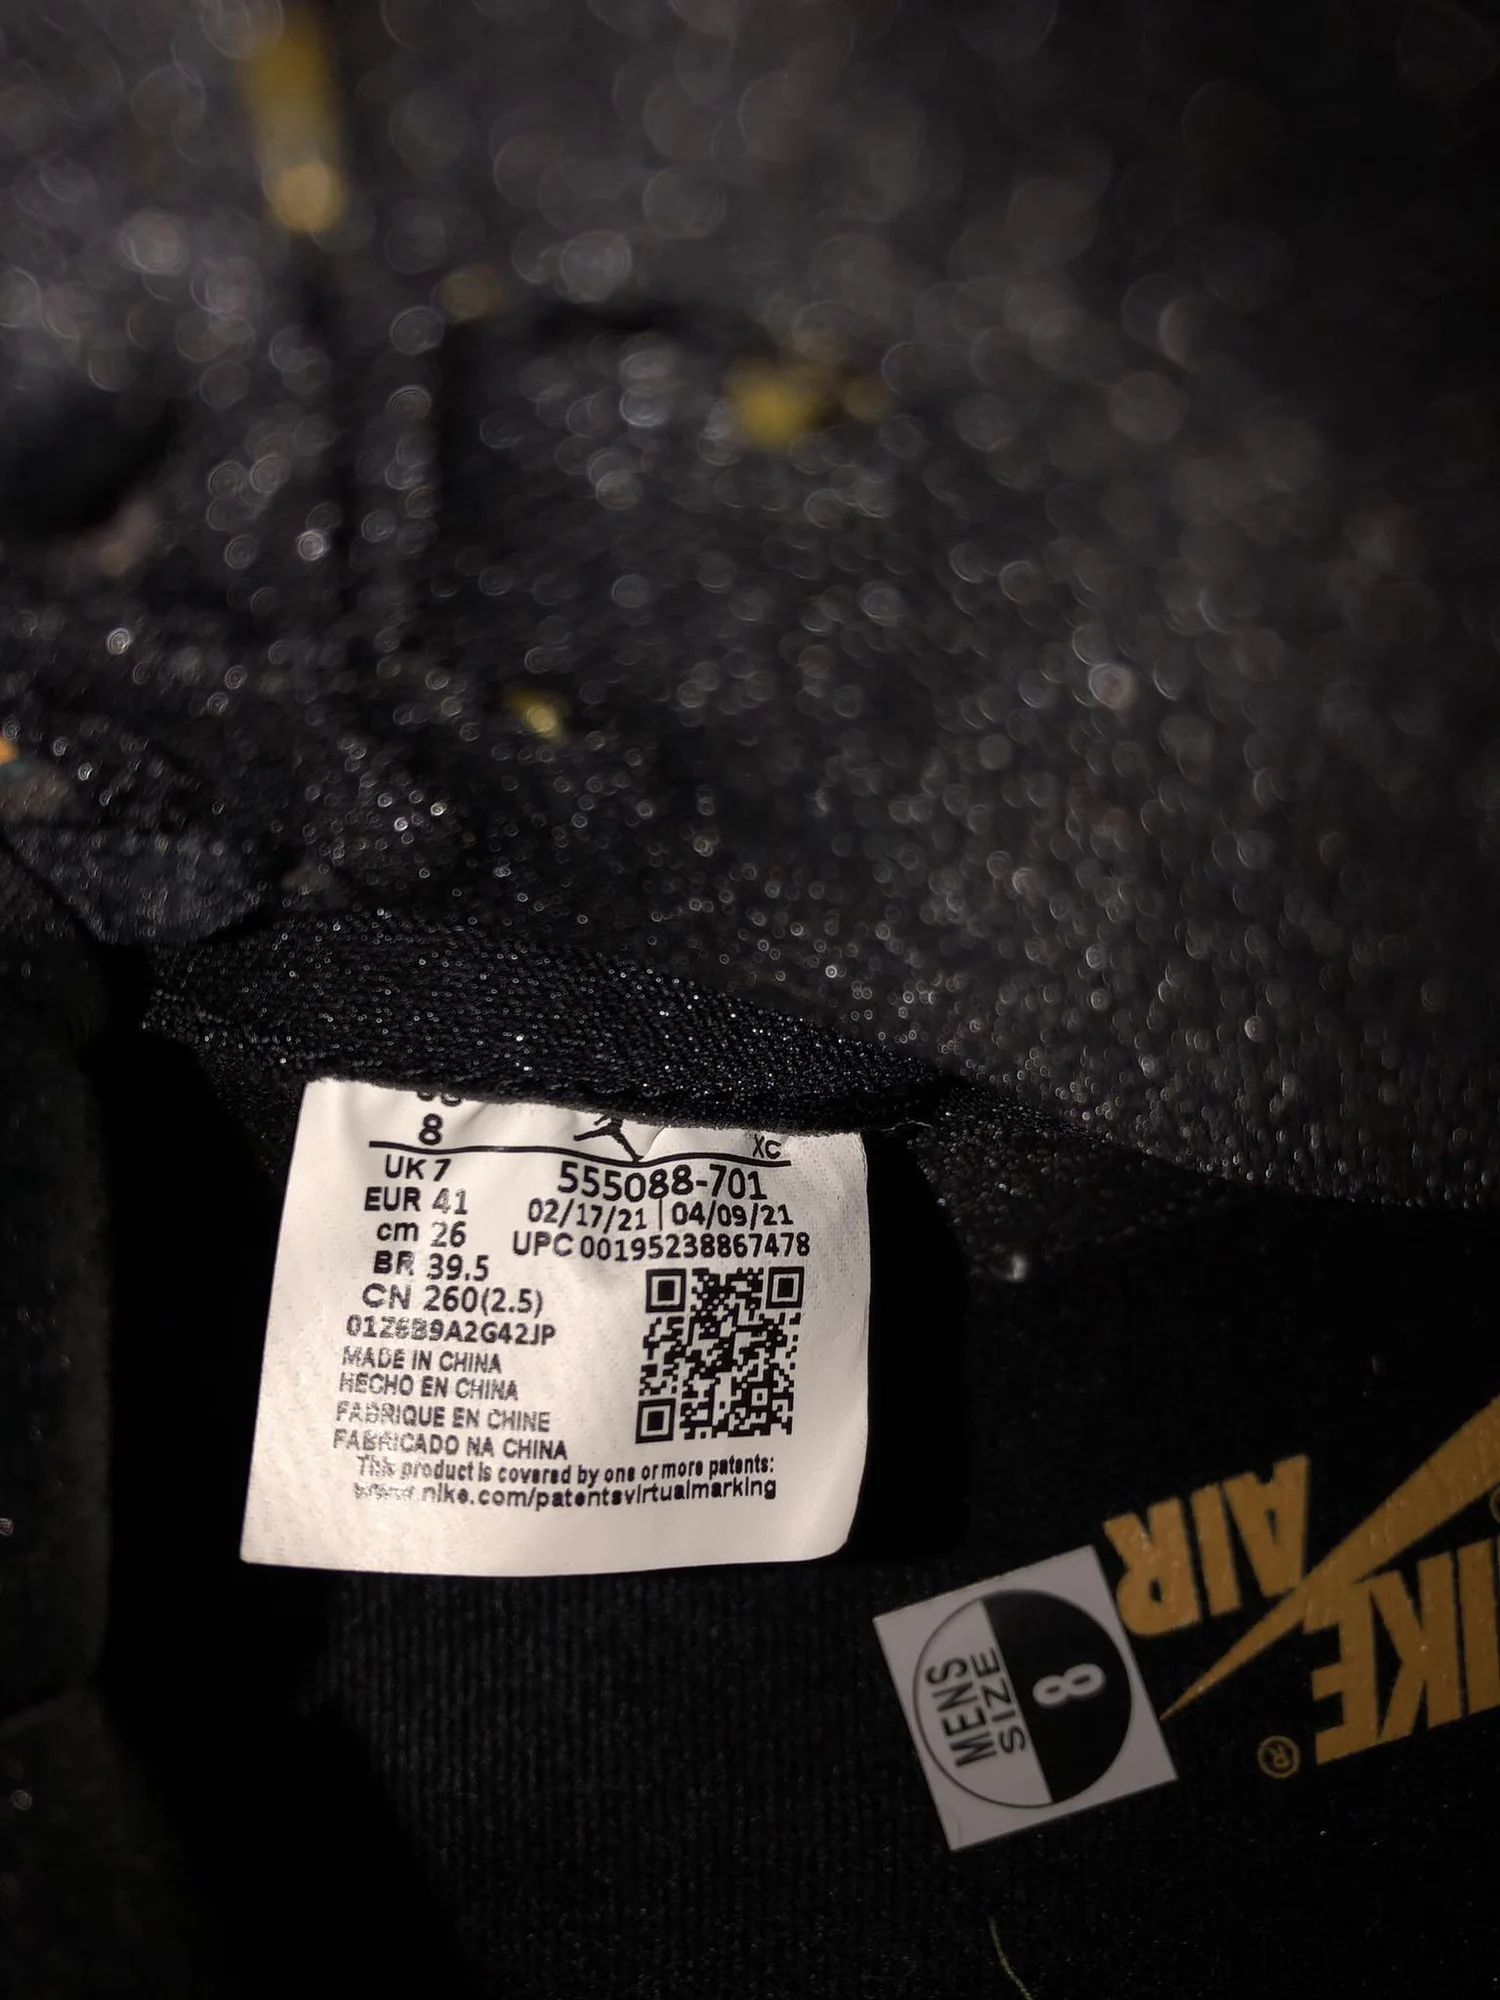 8
XC
UK 7
555088-701
EUR 41
02/17/21 | 04/09/21
cm 26
UPC 00195238867478
BR 39.5
CN 260(2.5)
MADE IN CHINA
HECHO EN CHINA
FABRIQUE EN CHINE
FABRICADO NA CHINA
This product is covered by one or more patents:
www.nike.com/patentsvirtualmarking
MENS
SIZE
8
NIKE ®
AIR